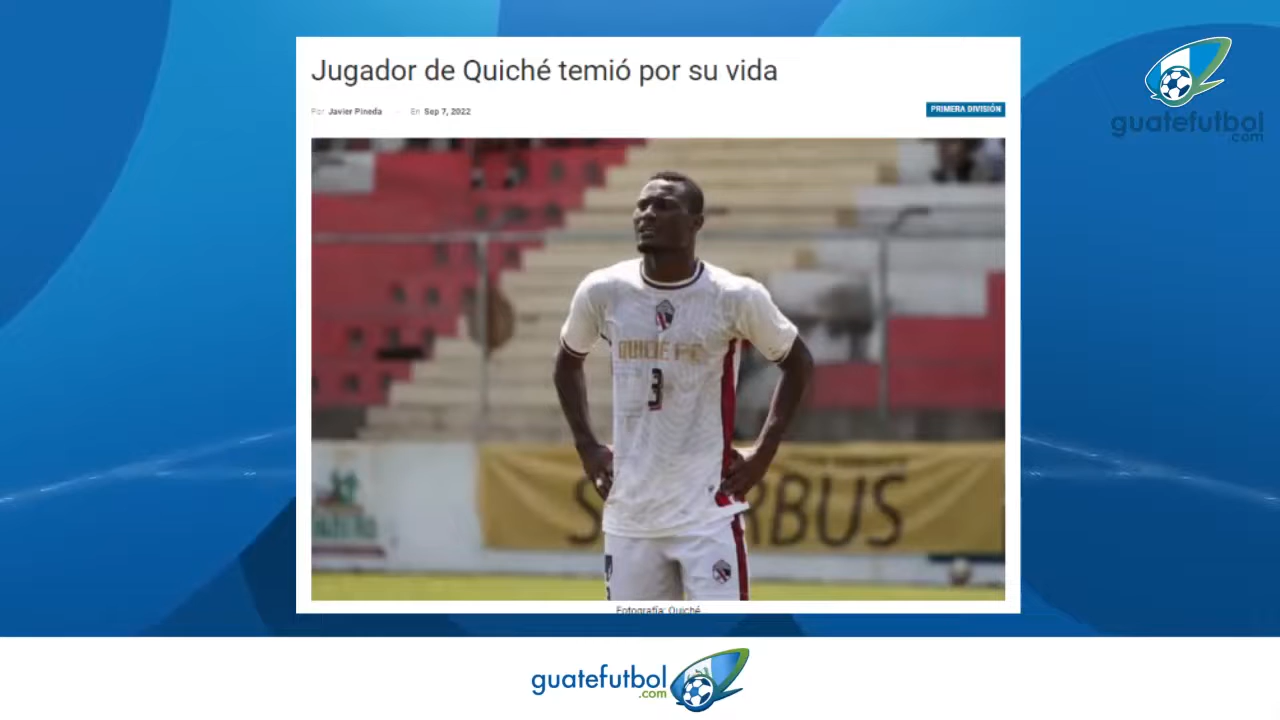 Jugador de Quiché temió por su vida
Por Javier Pineda
En Sep 7, 2022
PRIMERA DIVISIÓN
guatefutbol
.com
QUICHE FC
3
Fotografía: Quiché
guatefutbol
.com